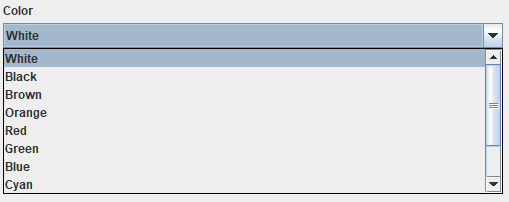 Color
White
White
Black
Brown
Orange
Red
Green
Blue
Cyan